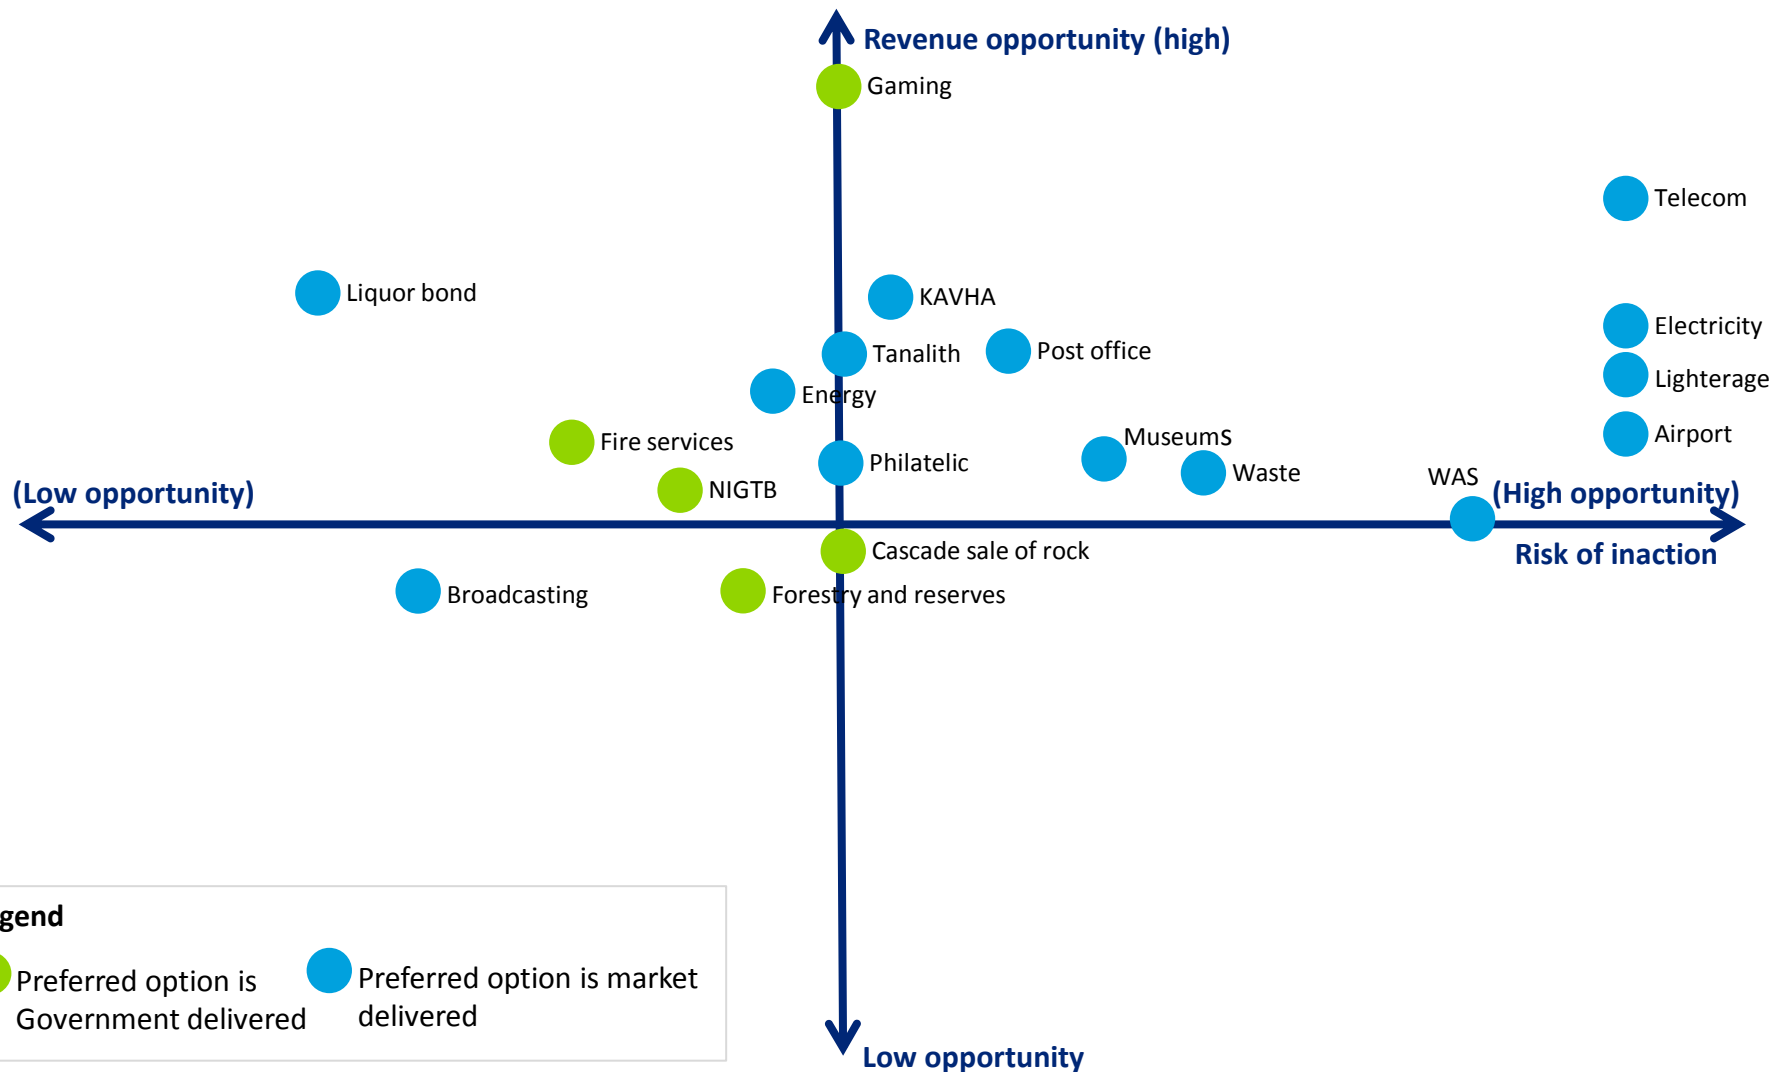 Revenue opportunity (high)
Gaming
Telecom
Liquor bond
KAVHA
Electricity
Tanalith
Post office
Lighterage
Energy
Fire services
Museums
Airport
Philatelic
Waste
WAS
NIGTB
(Low opportunity)
(High opportunity)
Cascade sale of rock
Risk of inaction
Broadcasting
Forestry and reserves
gend
Preferred option is
Government delivered
Preferred option is market
delivered
Low opportunity